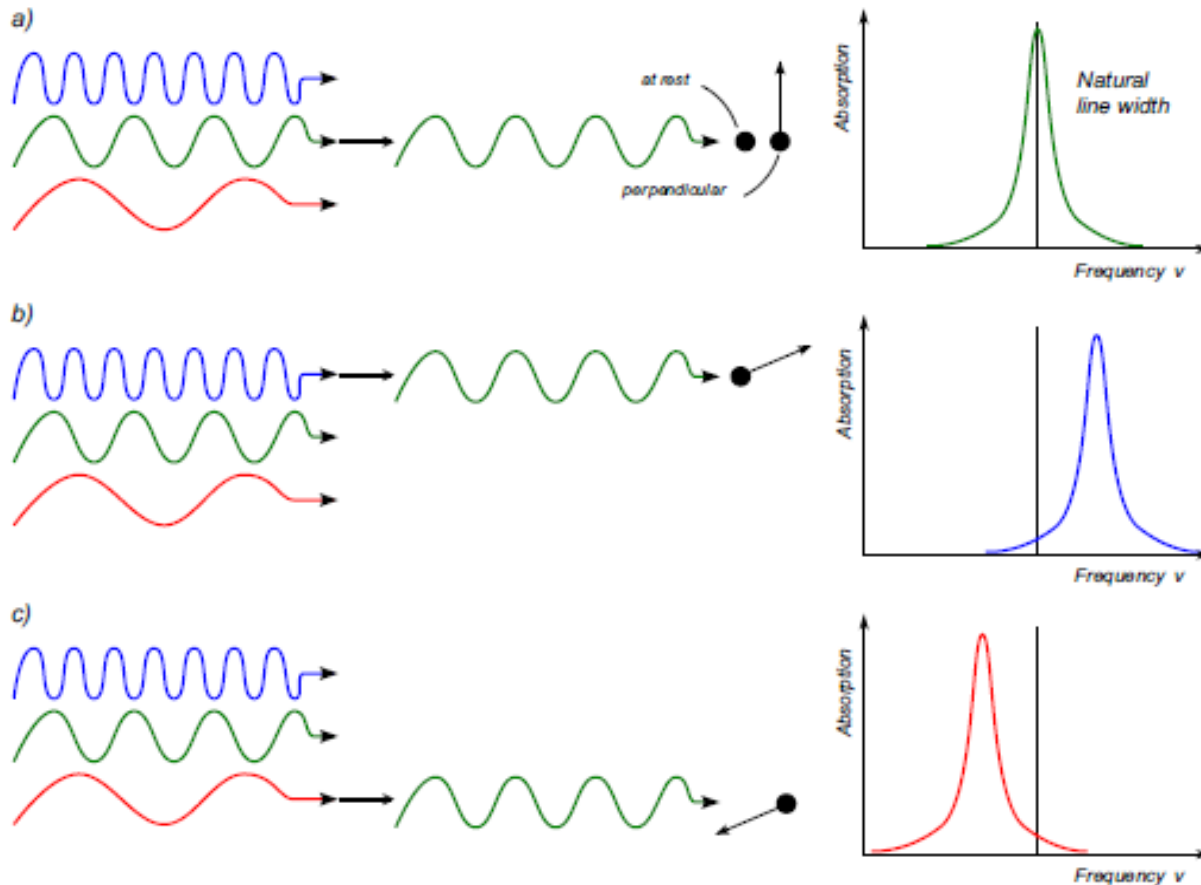 a)
at rest
perpendicular
Absorption
Natural
line width
Frequency ν
b)
Absorption
Frequency ν
c)
Absorption
Frequency ν